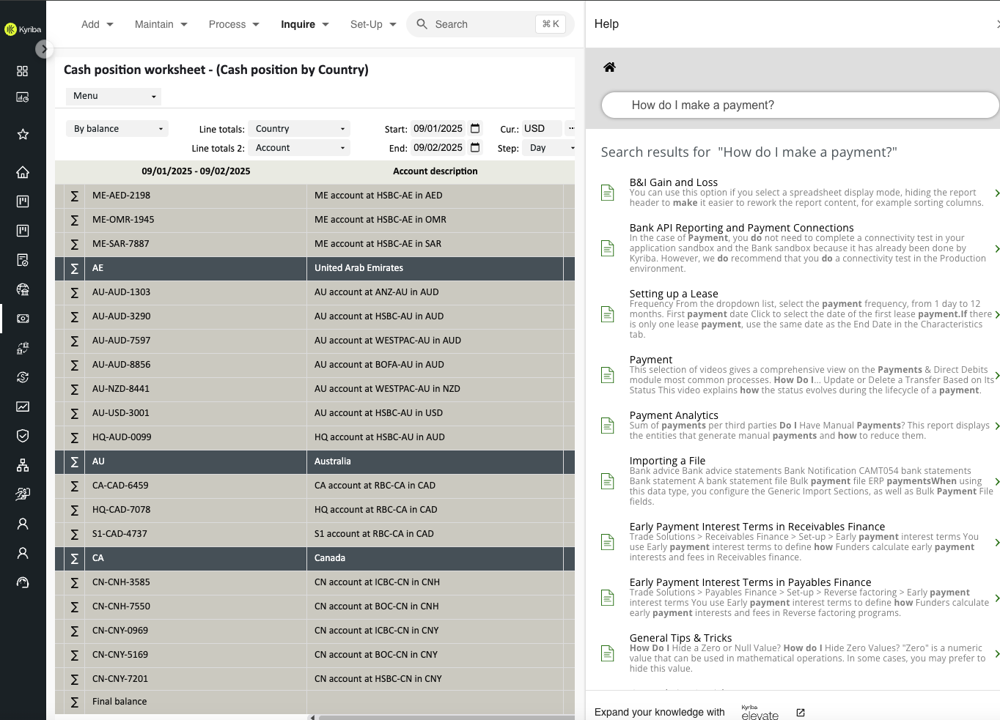 Kyriba
Add
Maintain
Process
Inquire
Set-Up
Search
⌘ K
Help
Cash position worksheet - (Cash position by Country)
Menu
By balance
Line totals:
Country
Start:
09/01/2025
Cur.:
USD
...
Line totals 2:
Account
End:
09/02/2025
Step:
Day
09/01/2025 - 09/02/2025
Account description
∑ ME-AED-2198 ME account at HSBC-AE in AED
∑ ME-OMR-1945 ME account at HSBC-AE in OMR
∑ ME-SAR-7887 ME account at HSBC-AE in SAR
∑ AE United Arab Emirates
∑ AU-AUD-1303 AU account at ANZ-AU in AUD
∑ AU-AUD-3290 AU account at HSBC-AU in AUD
∑ AU-AUD-7597 AU account at WESTPAC-AU in AUD
∑ AU-AUD-8856 AU account at BOFA-AU in AUD
∑ AU-NZD-8441 AU account at WESTPAC-AU in NZD
∑ AU-USD-3001 AU account at HSBC-AU in USD
∑ HQ-AUD-0099 HQ account at HSBC-AU in AUD
∑ AU Australia
∑ CA-CAD-6459 CA account at RBC-CA in CAD
∑ HQ-CAD-7078 HQ account at RBC-CA in CAD
∑ S1-CAD-4737 S1 account at RBC-CA in CAD
∑ CA Canada
∑ CN-CNH-3585 CN account at ICBC-CN in CNH
∑ CN-CNH-7550 CN account at BOC-CN in CNH
∑ CN-CNY-0969 CN account at ICBC-CN in CNY
∑ CN-CNY-5169 CN account at BOC-CN in CNY
∑ CN-CNY-7201 CN account at HSBC-CN in CNY
∑ Final balance
How do I make a payment?
Search results for "How do I make a payment?"
B&I Gain and Loss
You can use this option if you select a spreadsheet display mode, hiding the report
header to make it easier to rework the report content, for example sorting columns.
Bank API Reporting and Payment Connections
In the case of Payment, you do not need to complete a connectivity test in your
application sandbox and the Bank sandbox because it has already been done by
Kyriba. However, we do recommend that you do a connectivity test in the Production
environment.
Setting up a Lease
Frequency From the dropdown list, select the payment frequency, from 1 day to 12
months. First payment date Click to select the date of the first lease payment.If there
is only one lease payment, use the same date as the End Date in the Characteristics
tab.
Payment
This selection of videos gives a comprehensive view on the Payments & Direct Debits
module most common processes. How Do I... Update or Delete a Transfer Based on Its
Status This video explains how the status evolves during the lifecycle of a payment.
Payment Analytics
Sum of payments per third parties Do I Have Manual Payments? This report displays
the entities that generate manual payments and how to reduce them.
Importing a File
Bank advice Bank advice statements Bank Notification CAMT054 bank statements
Bank statement A bank statement file Bulk payment file ERP paymentsWhen using
this data type, you configure the Generic Import Sections, as well as Bulk Payment File
fields.
Early Payment Interest Terms in Receivables Finance
Trade Solutions > Receivables Finance > Set-up > Early payment interest terms You
use Early payment interest terms to define how Funders calculate early payment
interests and fees in Receivables finance.
Early Payment Interest Terms in Payables Finance
Trade Solutions > Payables Finance > Set-up > Reverse factoring > Early payment
interest terms You use Early payment interest terms to define how Funders calculate
early payment interests and fees in Reverse factoring programs.
General Tips & Tricks
How Do I Hide a Zero or Null Value? How do I Hide Zero Values? "Zero" is a numeric
value that can be used in mathematical operations. In some cases, you may prefer to
hide this value.
Expand your knowledge with
Kyriba
elevate